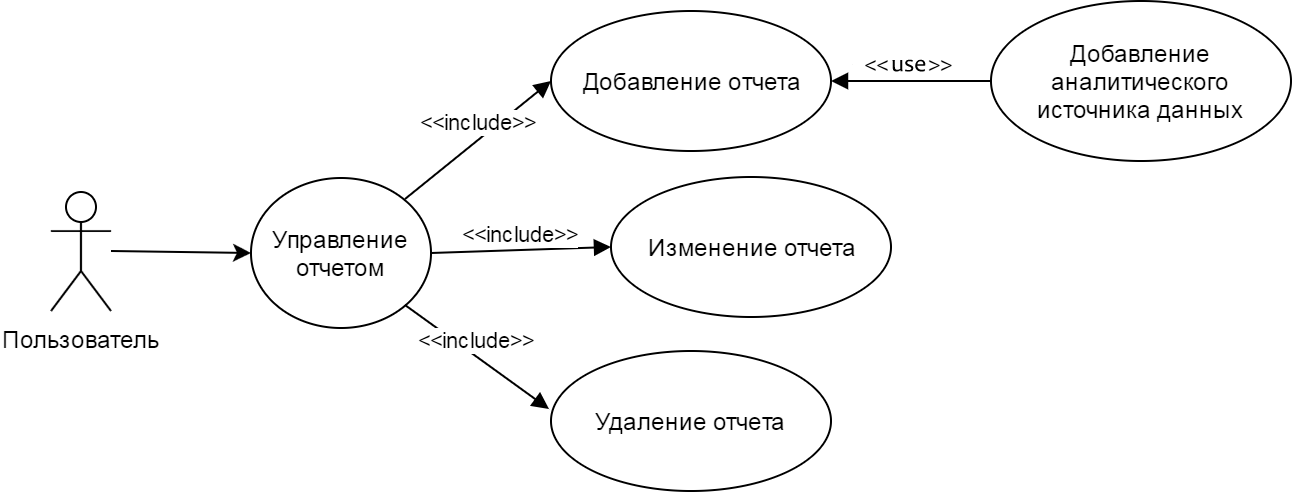 Добавление отчета
<<use>>
Добавление
аналитического
источника данных
<<include>>
Управление
отчетом
<<include>>
Изменение отчета
Пользователь
<<include>>
Удаление отчета